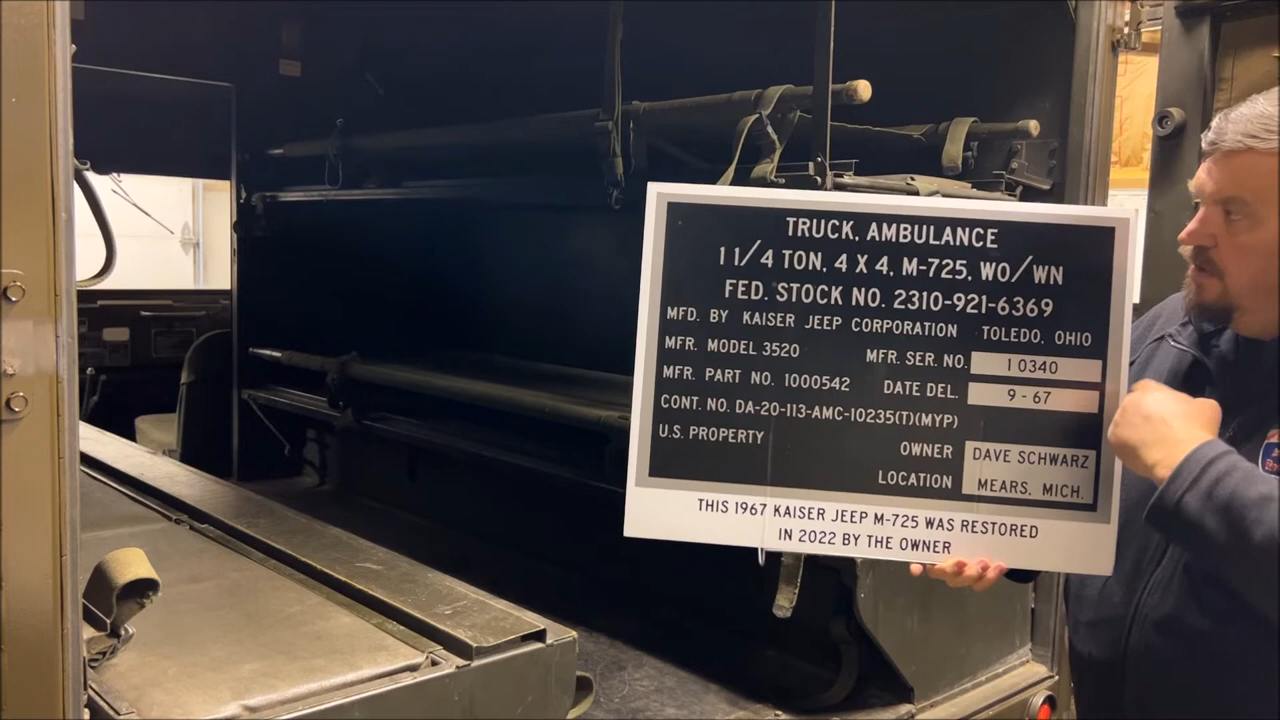 TRUCK, AMBULANCE
1 1/4 TON, 4 X 4, M-725, WO/WN
FED. STOCK NO. 2310-921-6369
MFD. BY KAISER JEEP CORPORATION TOLEDO, OHIO
MFR. MODEL 3520 MFR. SER. NO. 10340
MFR. PART NO. 1000542 DATE DEL. 9-67
CONT. NO. DA-20-113-AMC-10235(T)(MYP)
U.S. PROPERTY OWNER DAVE SCHWARZ
LOCATION MEARS, MICH.
THIS 1967 KAISER JEEP M-725 WAS RESTORED
IN 2022 BY THE OWNER